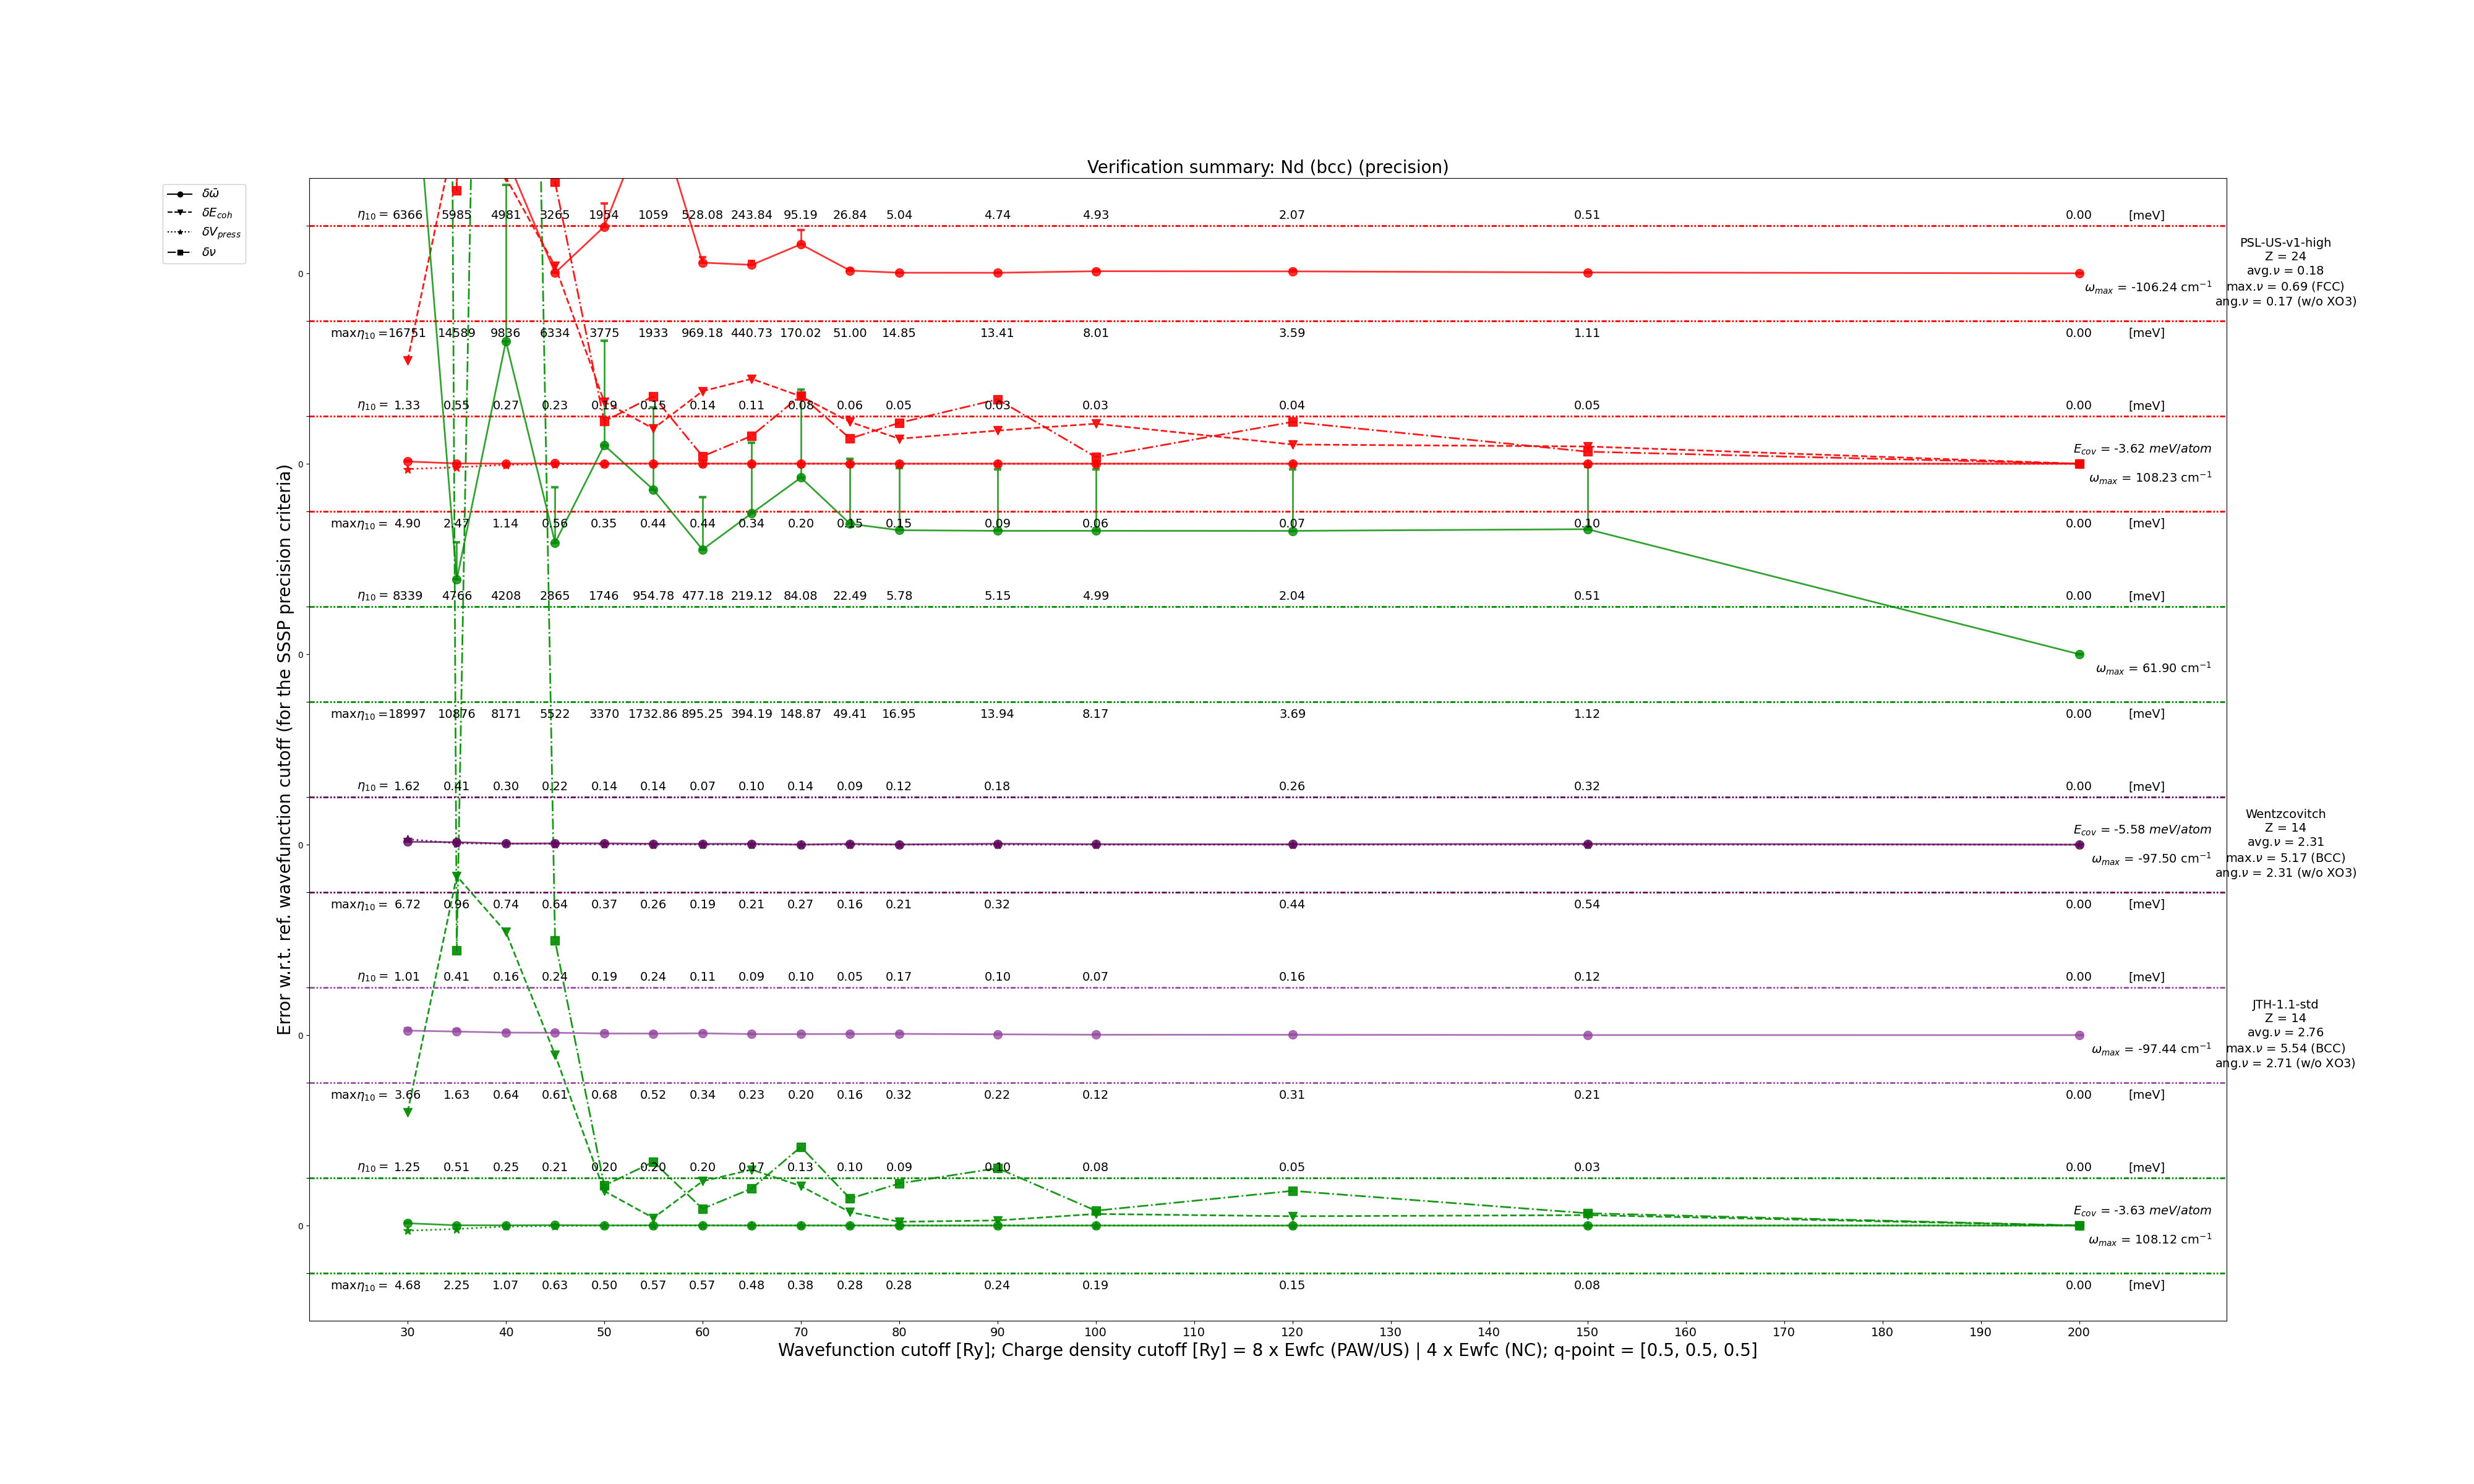 Verification summary: Nd (bcc) (precision)
δω̄
δE_coh
δV_press
δν
Error w.r.t. ref. wavefunction cutoff (for the SSSP precision criteria)
η₁₀ = 6366 5985 4981 3265 1954 1059 528.08 243.84 95.19 26.84 5.04 4.74 4.93 2.07 0.51 0.00 [meV]
0
PSL-US-v1-high
Z = 24
avg.ν = 0.18
ω_max = -106.24 cm⁻¹
max.ν = 0.69 (FCC)
ang.ν = 0.17 (w/o XO3)
maxη₁₀ = 16751 14589 9836 6334 3775 1933 969.18 440.73 170.02 51.00 14.85 13.41 8.01 3.59 1.11 0.00 [meV]
η₁₀ = 1.33 0.55 0.27 0.23 0.19 0.15 0.14 0.11 0.08 0.06 0.05 0.03 0.03 0.04 0.05 0.00 [meV]
E_cov = -3.62 meV/atom
0
ω_max = 108.23 cm⁻¹
maxη₁₀ = 4.90 2.47 1.14 0.56 0.35 0.44 0.44 0.34 0.20 0.15 0.15 0.09 0.06 0.07 0.10 0.00 [meV]
η₁₀ = 8339 4766 4208 2865 1746 954.78 477.18 219.12 84.08 22.49 5.78 5.15 4.99 2.04 0.51 0.00 [meV]
0
ω_max = 61.90 cm⁻¹
maxη₁₀ = 18997 10876 8171 5522 3370 1732.86 895.25 394.19 148.87 49.41 16.95 13.94 8.17 3.69 1.12 0.00 [meV]
η₁₀ = 1.62 0.41 0.30 0.22 0.14 0.14 0.07 0.10 0.14 0.09 0.12 0.18 0.26 0.32 0.00 [meV]
Wentzcovitch
Z = 14
E_cov = -5.58 meV/atom
avg.ν = 2.31
0
ω_max = -97.50 cm⁻¹
max.ν = 5.17 (BCC)
ang.ν = 2.31 (w/o XO3)
maxη₁₀ = 6.72 0.96 0.74 0.64 0.37 0.26 0.19 0.21 0.27 0.16 0.21 0.32 0.44 0.54 0.00 [meV]
η₁₀ = 1.01 0.41 0.16 0.24 0.19 0.24 0.11 0.09 0.10 0.05 0.17 0.10 0.07 0.16 0.12 0.00 [meV]
JTH-1.1-std
Z = 14
avg.ν = 2.76
0
ω_max = -97.44 cm⁻¹
max.ν = 5.54 (BCC)
ang.ν = 2.71 (w/o XO3)
maxη₁₀ = 3.66 1.63 0.64 0.61 0.68 0.52 0.34 0.23 0.20 0.16 0.32 0.22 0.12 0.31 0.21 0.00 [meV]
η₁₀ = 1.25 0.51 0.25 0.21 0.20 0.20 0.20 0.17 0.13 0.10 0.09 0.10 0.08 0.05 0.03 0.00 [meV]
E_cov = -3.63 meV/atom
0
ω_max = 108.12 cm⁻¹
maxη₁₀ = 4.68 2.25 1.07 0.63 0.50 0.57 0.57 0.48 0.38 0.28 0.28 0.24 0.19 0.15 0.08 0.00 [meV]
30 40 50 60 70 80 90 100 110 120 130 140 150 160 170 180 190 200
Wavefunction cutoff [Ry]; Charge density cutoff [Ry] = 8 x Ewfc (PAW/US) | 4 x Ewfc (NC); q-point = [0.5, 0.5, 0.5]